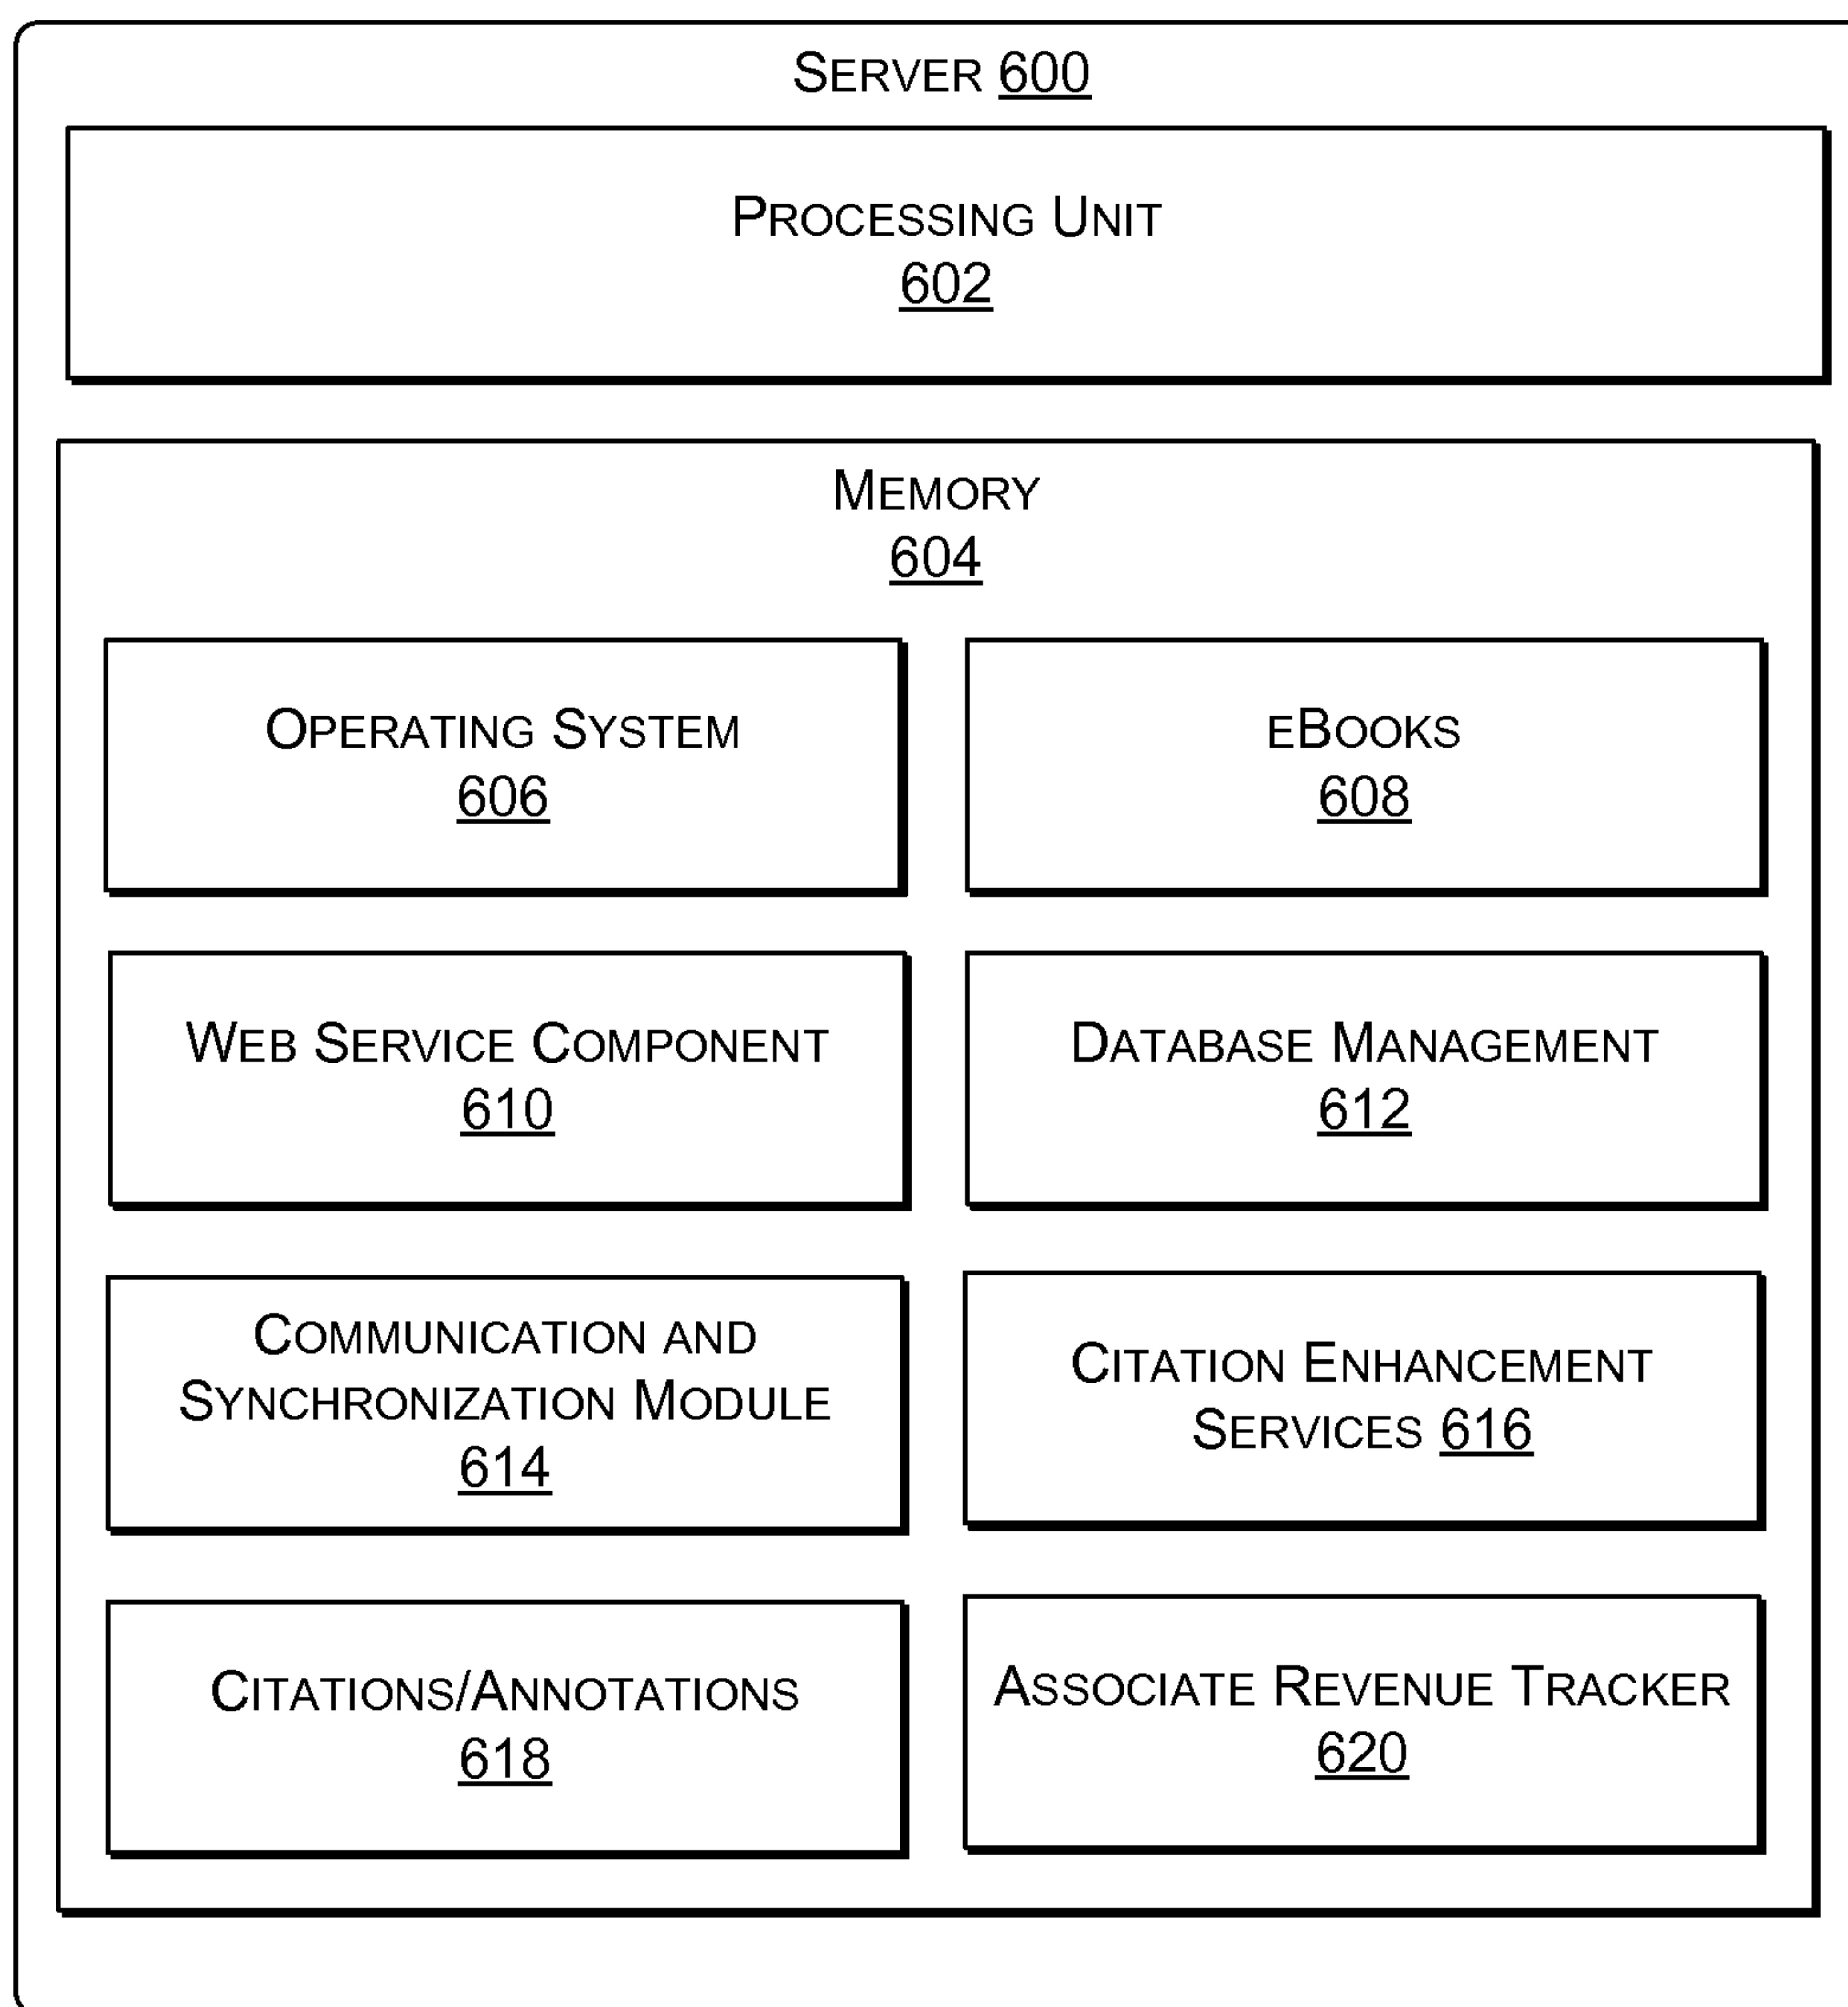 SERVER 600
PROCESSING UNIT
602
MEMORY
604
OPERATING SYSTEM
606
EBOOKS
608
WEB SERVICE COMPONENT
610
DATABASE MANAGEMENT
612
COMMUNICATION AND
SYNCHRONIZATION MODULE
614
CITATION ENHANCEMENT
SERVICES 616
CITATIONS/ANNOTATIONS
618
ASSOCIATE REVENUE TRACKER
620